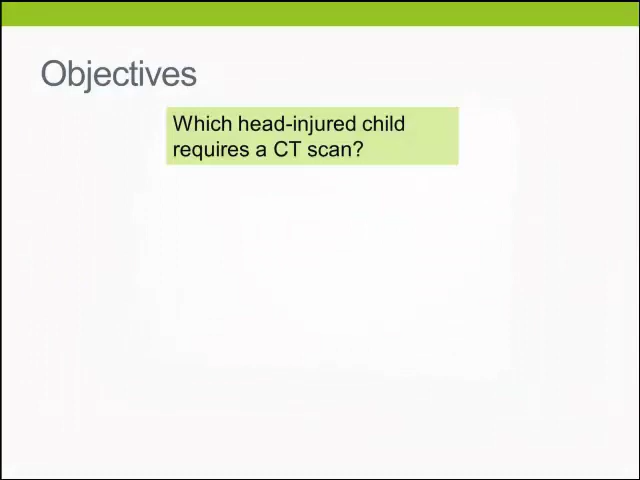 Objectives
Which head-injured child
requires a CT scan?